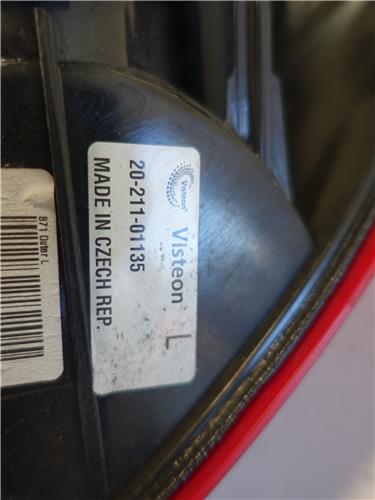 Visteon®
Visteon L
20-211-01135
MADE IN CZECH REP.
B71 Outer L